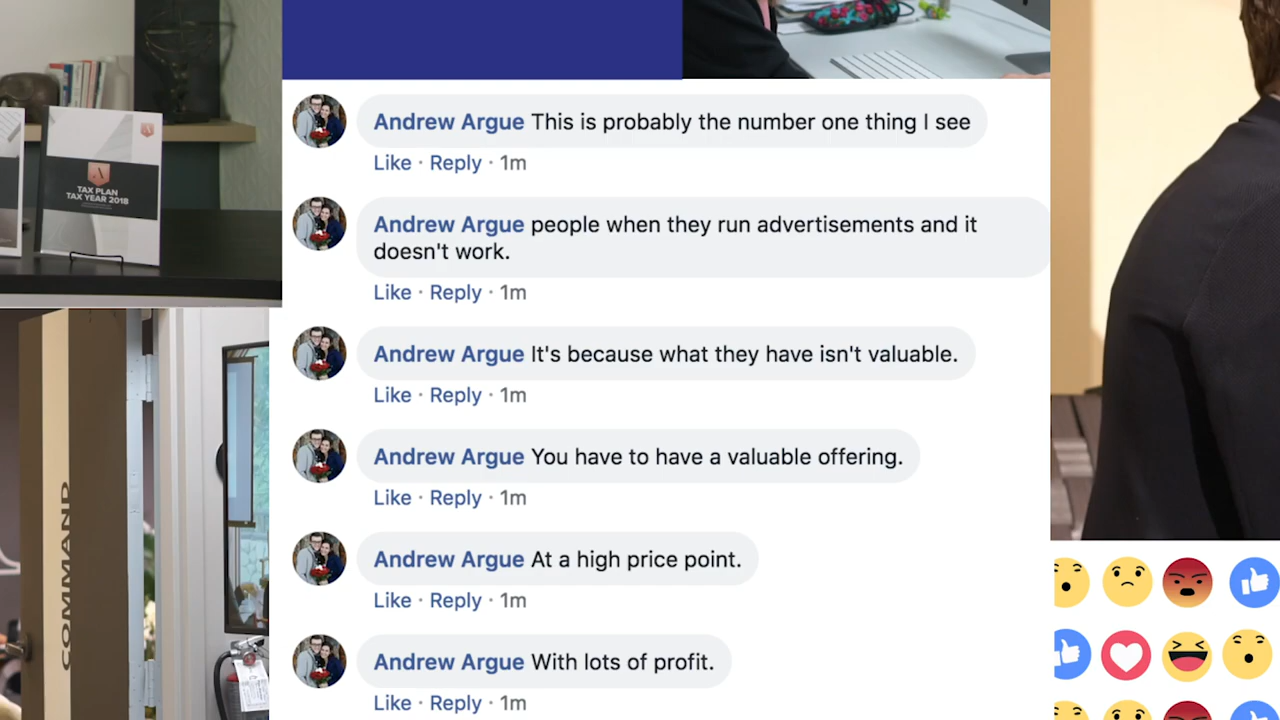 TAX PLAN
TAX YEAR 2018
COMMAND
Andrew Argue This is probably the number one thing I see
Like · Reply · 1m
Andrew Argue people when they run advertisements and it
doesn't work.
Like · Reply · 1m
Andrew Argue It's because what they have isn't valuable.
Like · Reply · 1m
Andrew Argue You have to have a valuable offering.
Like · Reply · 1m
Andrew Argue At a high price point.
Like · Reply · 1m
Andrew Argue With lots of profit.
Like · Reply · 1m